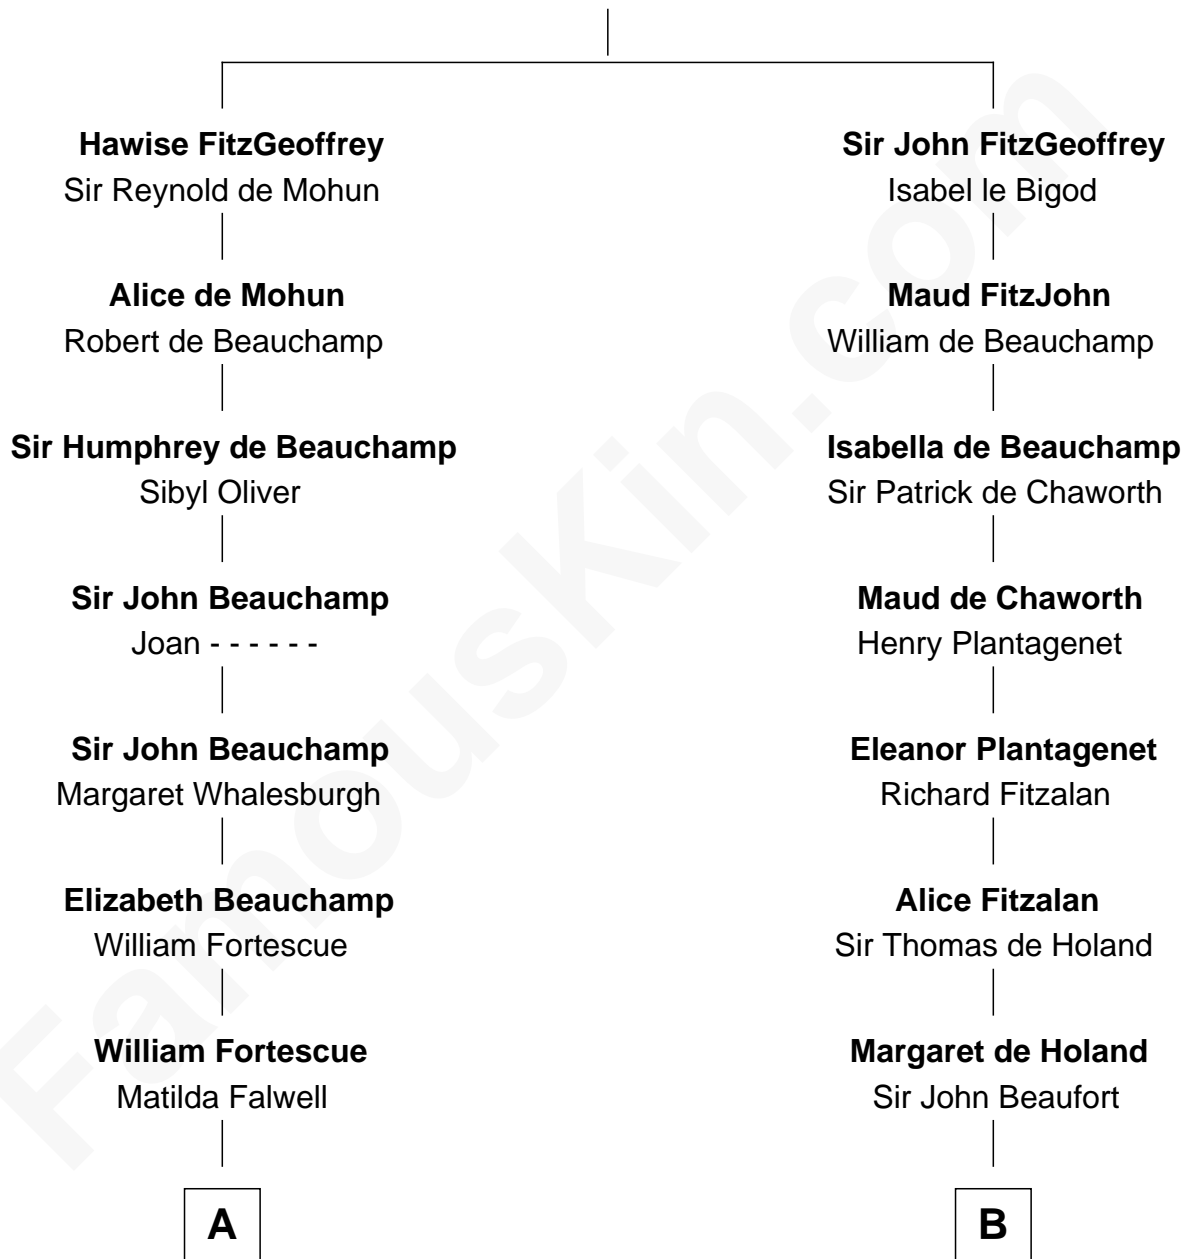 Hawise FitzGeoffrey
Sir Reynold de Mohun
Alice de Mohun
Robert de Beauchamp
Sir Humphrey de Beauchamp
Sibyl Oliver
Sir John Beauchamp
Joan - - - - - -
Sir John Beauchamp
Margaret Whalesburgh
Elizabeth Beauchamp
William Fortescue
William Fortescue
Matilda Falwell
A
Sir John FitzGeoffrey
Isabel le Bigod
Maud FitzJohn
William de Beauchamp
Isabella de Beauchamp
Sir Patrick de Chaworth
Maud de Chaworth
Henry Plantagenet
Eleanor Plantagenet
Richard Fitzalan
Alice Fitzalan
Sir Thomas de Holand
Margaret de Holand
Sir John Beaufort
B
FamousKin.com